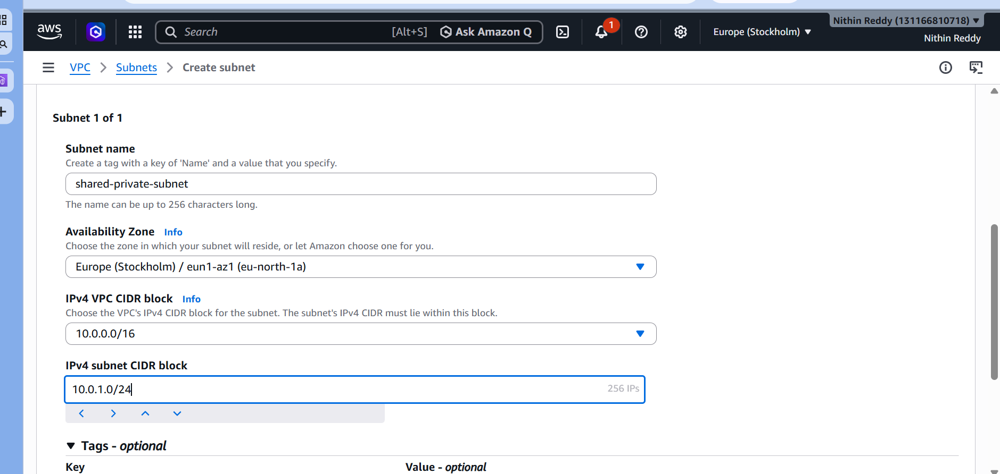 aws
Search [Alt+S] Ask Amazon Q
1
Europe (Stockholm)
Nithin Reddy (131166810718)
Nithin Reddy
VPC Subnets Create subnet
Subnet 1 of 1
Subnet name
Create a tag with a key of 'Name' and a value that you specify.
shared-private-subnet
The name can be up to 256 characters long.
Availability Zone Info
Choose the zone in which your subnet will reside, or let Amazon choose one for you.
Europe (Stockholm) / eun1-az1 (eu-north-1a)
IPv4 VPC CIDR block Info
Choose the VPC's IPv4 CIDR block for the subnet. The subnet's IPv4 CIDR must lie within this block.
10.0.0.0/16
IPv4 subnet CIDR block
10.0.1.0/24 256 IPs
Tags - optional
Key Value - optional